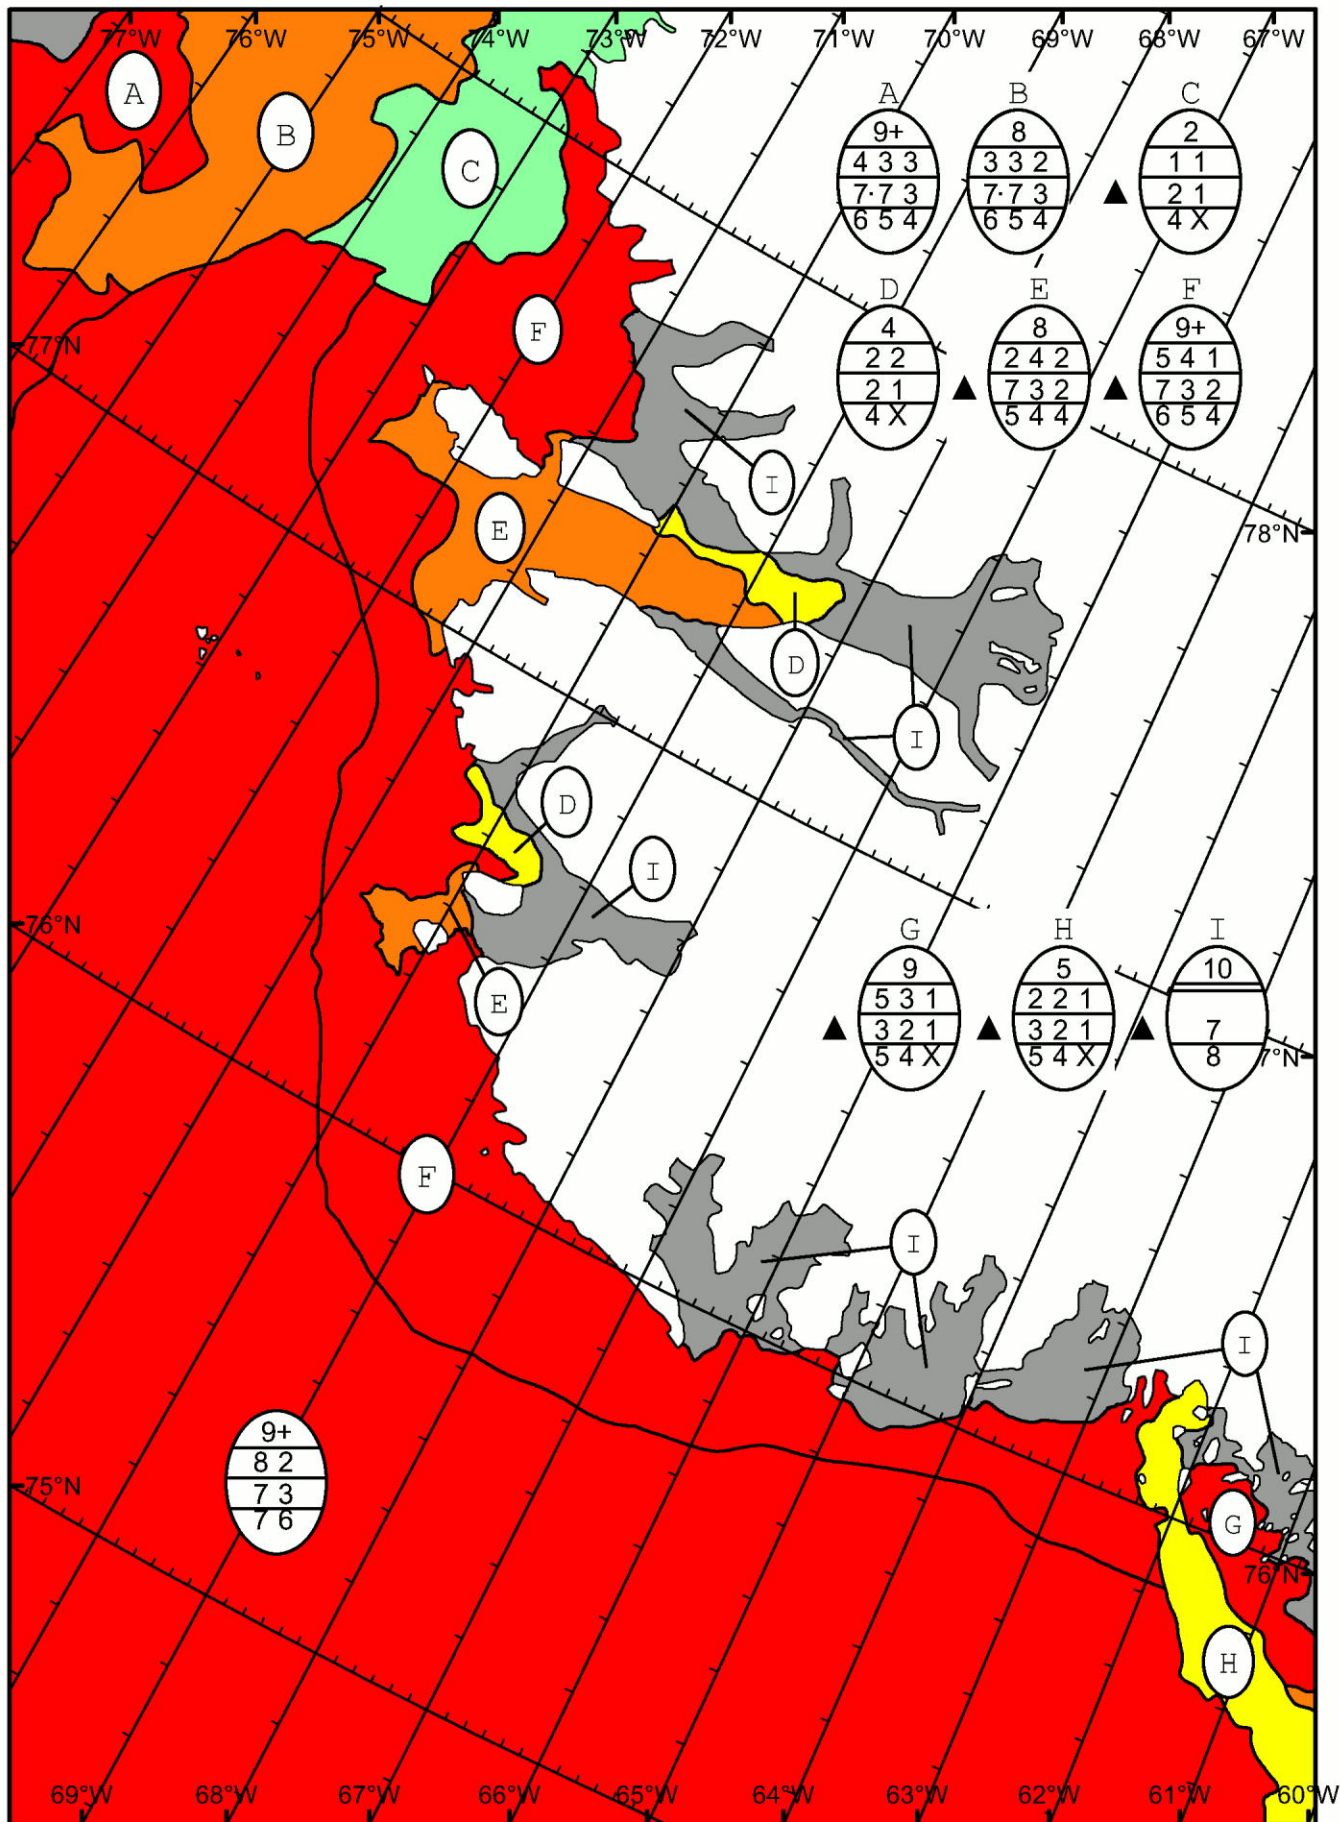 77°W 76°W 75°W 74°W 73°W 72°W 71°W 70°W 69°W 68°W 67°W
A
B
C
A B C
9+ 8 2
4 3 3 3 3 2 1 1
7·7 3 7·7 3 ▲ 2 1
6 5 4 6 5 4 4 X
D E F
4 8 9+
2 2 2 4 2 5 4 1
2 1 ▲ 7 3 2 ▲ 7 3 2
4 X 5 4 4 6 5 4
F
77°N
I
E
78°N
D
I
D
I
76°N
E
G H I
9 5 10
5 3 1 2 2 1
▲ 3 2 1 ▲ 3 2 1 ▲ 7
5 4 X 5 4 X 8
7°N
F
I
I
9+
8 2
7 3
7 6
75°N
G
76°N
H
69°W 68°W 67°W 66°W 65°W 64°W 63°W 62°W 61°W 60°W